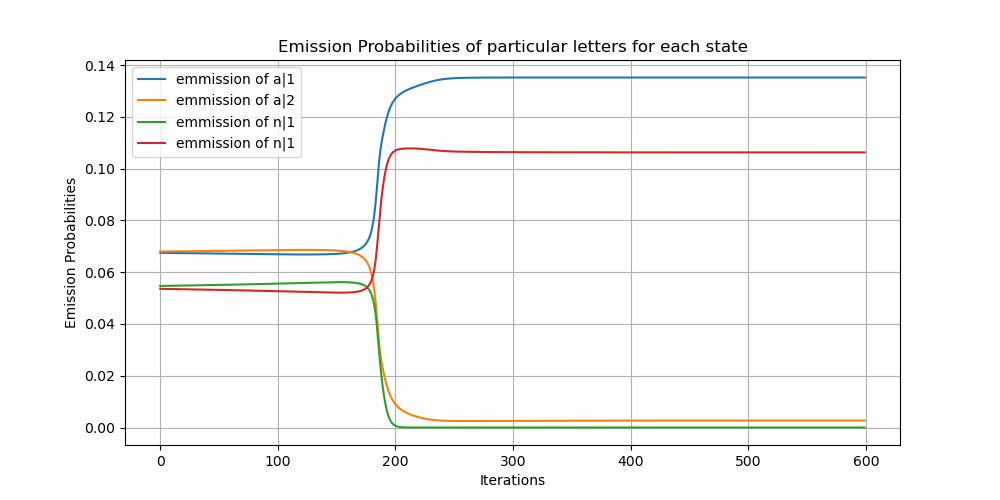 Emission Probabilities of particular letters for each state
emmission of a|1
emmission of a|2
emmission of n|1
emmission of n|1
Emission Probabilities
0.14
0.12
0.10
0.08
0.06
0.04
0.02
0.00
0 100 200 300 400 500 600
Iterations